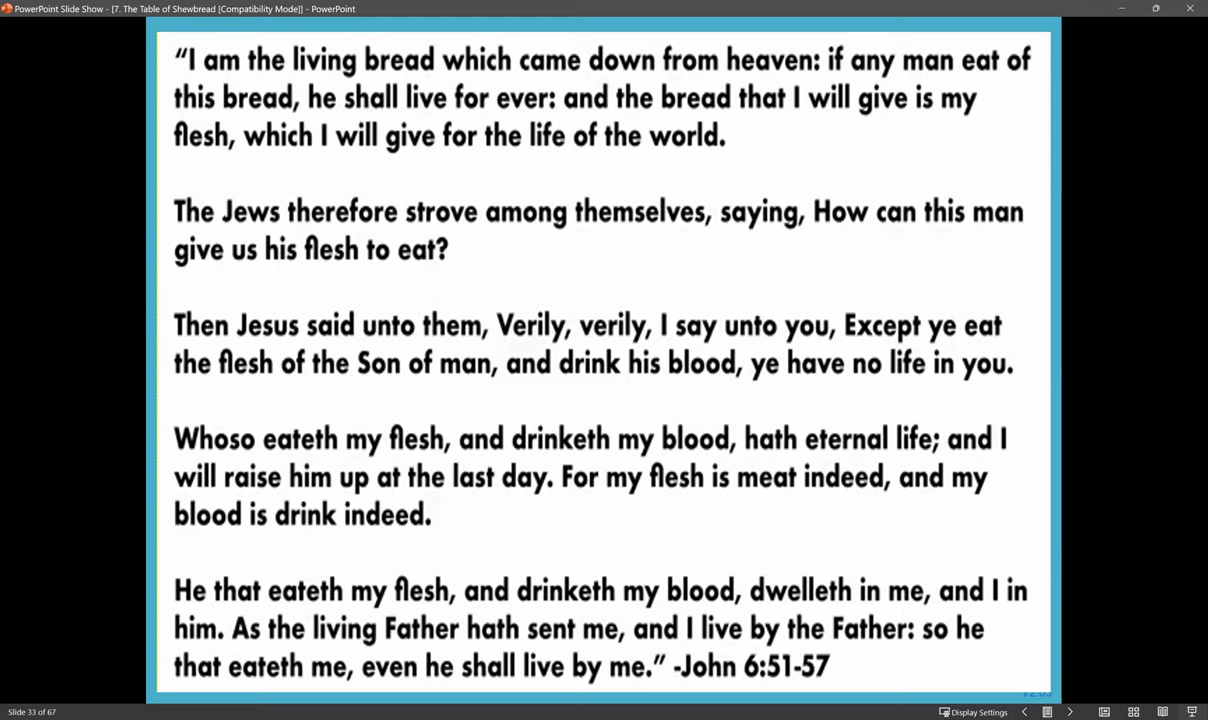 PowerPoint Slide Show - [7. The Table of Shewbread [Compatibility Mode]] - PowerPoint
“I am the living bread which came down from heaven: if any man eat of
this bread, he shall live for ever: and the bread that I will give is my
flesh, which I will give for the life of the world.
The Jews therefore strove among themselves, saying, How can this man
give us his flesh to eat?
Then Jesus said unto them, Verily, verily, I say unto you, Except ye eat
the flesh of the Son of man, and drink his blood, ye have no life in you.
Whoso eateth my flesh, and drinketh my blood, hath eternal life; and I
will raise him up at the last day. For my flesh is meat indeed, and my
blood is drink indeed.
He that eateth my flesh, and drinketh my blood, dwelleth in me, and I in
him. As the living Father hath sent me, and I live by the Father: so he
that eateth me, even he shall live by me.” -John 6:51-57
Slide 33 of 67
Display Settings